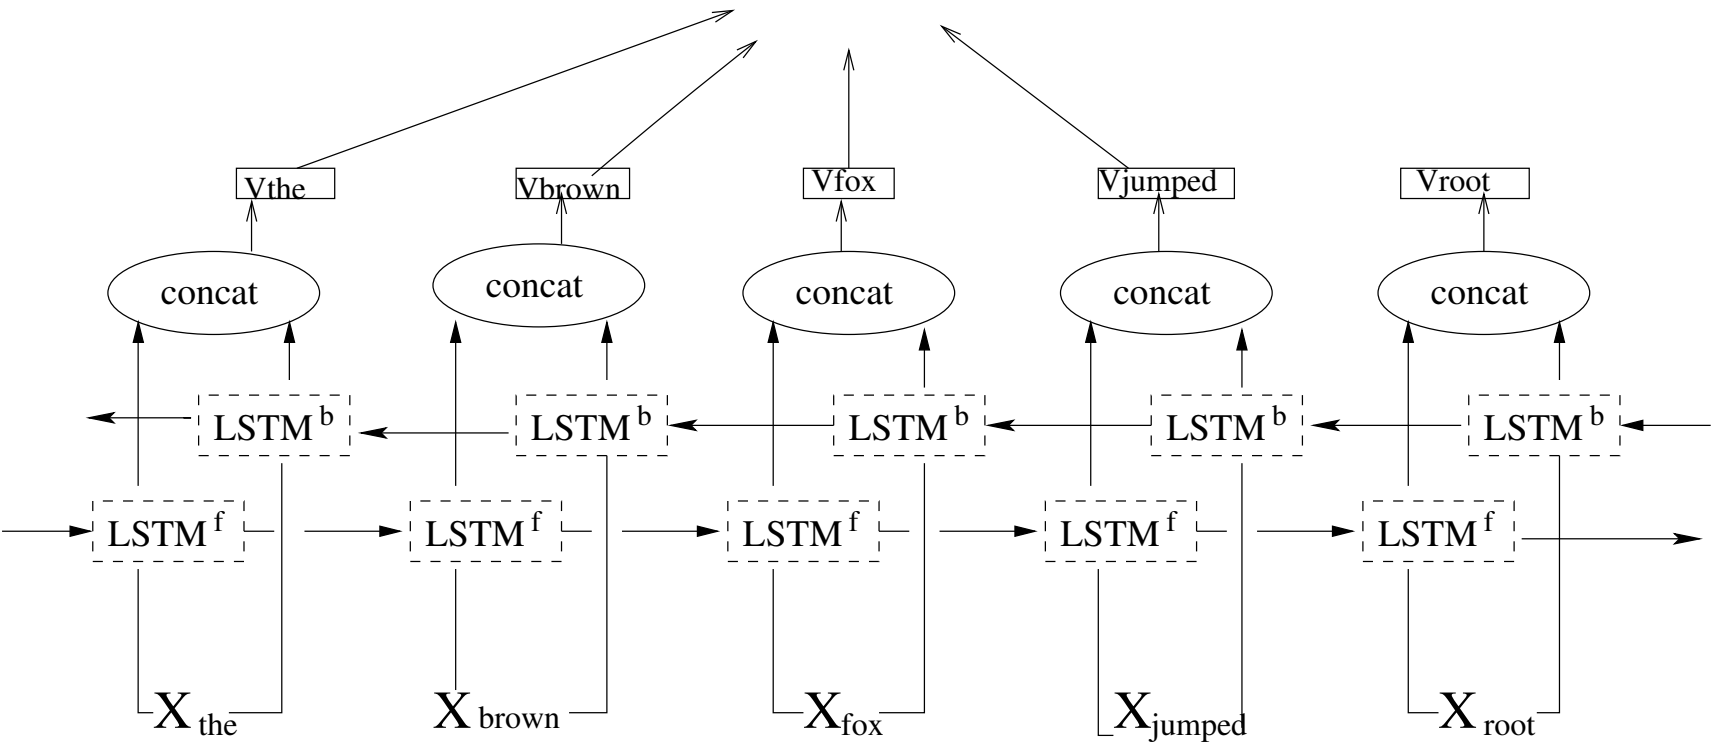 Vthe Vbrown Vfox Vjumped Vroot
concat concat concat concat concat
LSTM b LSTM b LSTM b LSTM b LSTM b
LSTM f LSTM f LSTM f LSTM f LSTM f
X the X brown X fox X jumped X root